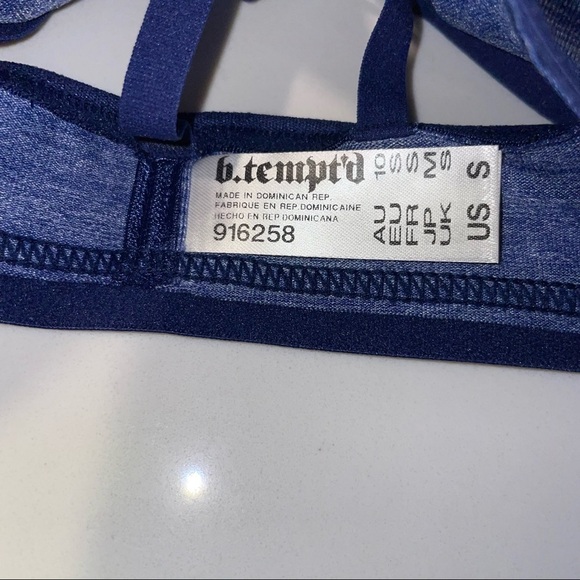 b.tempt'd
MADE IN DOMINICAN REP.
FABRIQUE EN REP.DOMINICAINE
HECHO EN REP.DOMINICANA
916258
AU 10
EU S
FR S
JP M
UK S
US S